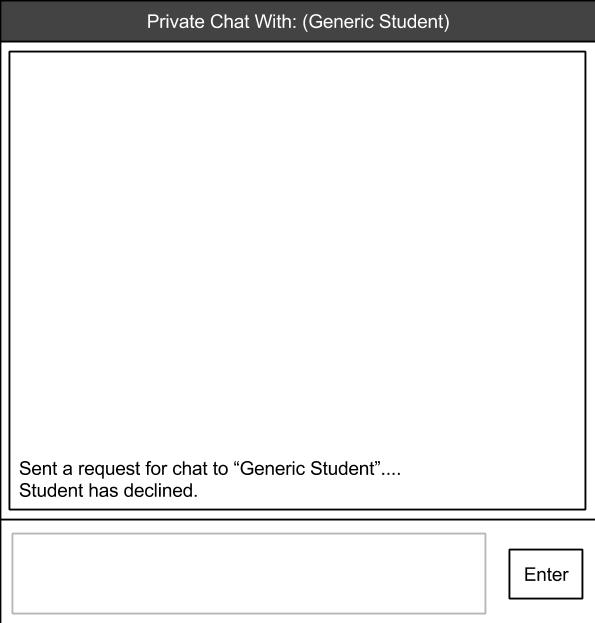 Private Chat With: (Generic Student)
Sent a request for chat to “Generic Student”....
Student has declined.
Enter